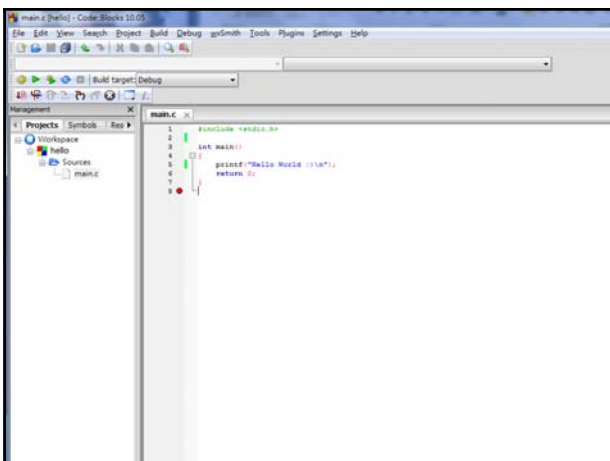 main.c [hello] - Code::Blocks 10.05
File Edit View Search Project Build Debug wxSmith Tools Plugins Settings Help
Build target: Debug
Management
Projects Symbols Res
main.c
Workspace
hello
Sources
main.c
1 #include <stdio.h>
2
3 int main()
4 {
5 printf("Hello World :)\n");
6 return 0;
7 }
8